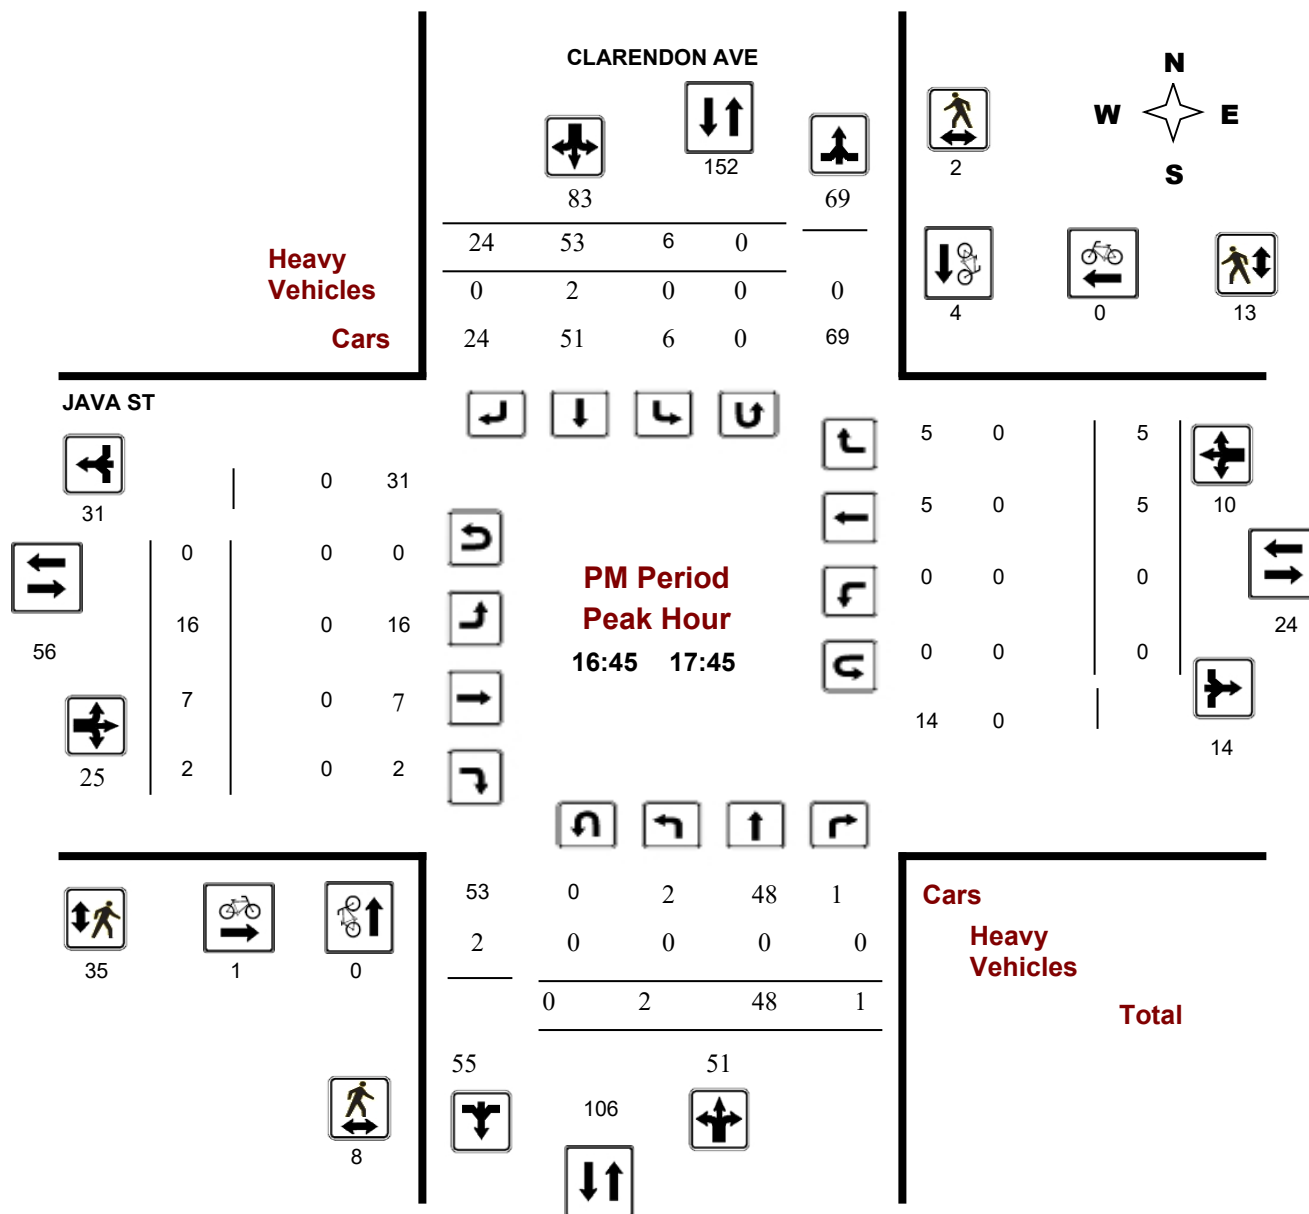 CLARENDON AVE
N
W E
S
152
2
83 69
24 53 6 0
Heavy
Vehicles
0 2 0 0 0
4 0 13
Cars
24 51 6 0 69
JAVA ST
5 0 5
0 31
10
31
5 0 5
0 0 0
PM Period
0 0 0
Peak Hour
16 0 16
24
56
16:45 17:45
0 0 0
7 0 7
14 0
14
25
2 0 2
53 0 2 48 1
Cars
2 0 0 0 0
Heavy
Vehicles
35 1 0
0 2 48 1
Total
55 51
106
8